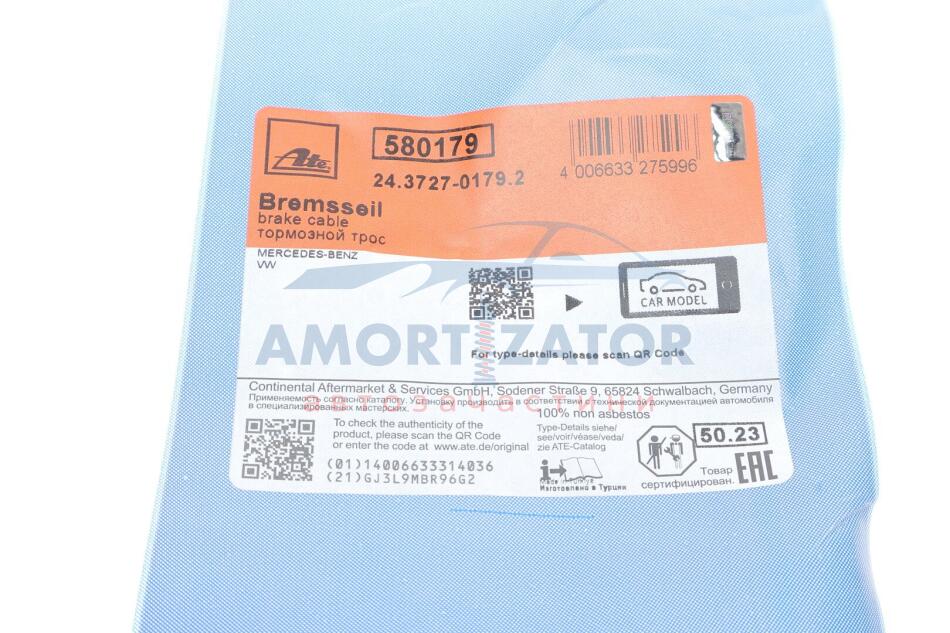 Ate
580179
24.3727-0179.2
4 006633 275996
Bremsseil
brake cable
тормозной трос
MERCEDES-BENZ
VW
CAR MODEL
AMORTIZATOR
For type-details please scan QR Code
автозапчастини
Continental Aftermarket & Services GmbH, Sodener Straße 9, 65824 Schwalbach, Germany
Применяемость согласно каталогу. Установку производить в соответствии с технической документацией автомобиля
в специализированных мастерских.
100% non asbestos
To check the authenticity of the
product, please scan the QR Code
or enter the code at www.ate.de/original
(01)14006633314036
(21)GJ3L9MBR96G2
Type-Details siehe/
see/voir/véase/veda/
zie ATE-Catalog
Made in Türkiye
Изготовлено в Турции
50.23
Товар
сертифицирован.
EAC